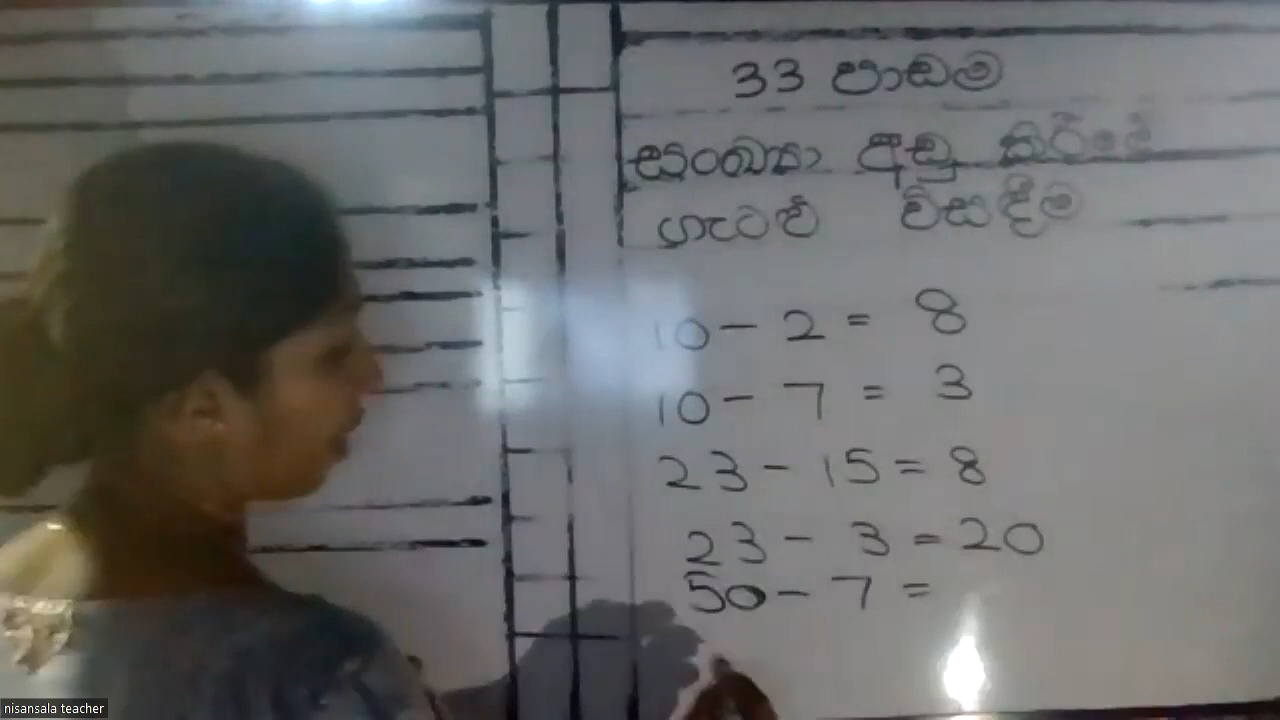 33 පාඩම
සංඛ්‍යා අඩු කිරීමේ
ගැටළු විසදීම
10 - 2 = 8
10 - 7 = 3
23 - 15 = 8
23 - 3 = 20
50 - 7 =
nisansala teacher